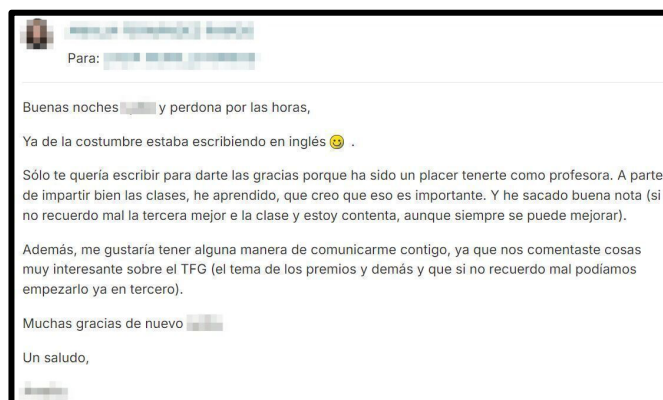 Para:
Buenas noches y perdona por las horas,
Ya de la costumbre estaba escribiendo en inglés 😀 .
Sólo te quería escribir para darte las gracias porque ha sido un placer tenerte como profesora. A parte
de impartir bien las clases, he aprendido, que creo que eso es importante. Y he sacado buena nota (si
no recuerdo mal la tercera mejor e la clase y estoy contenta, aunque siempre se puede mejorar).
Además, me gustaría tener alguna manera de comunicarme contigo, ya que nos comentaste cosas
muy interesante sobre el TFG (el tema de los premios y demás y que si no recuerdo mal podíamos
empezarlo ya en tercero).
Muchas gracias de nuevo
Un saludo,